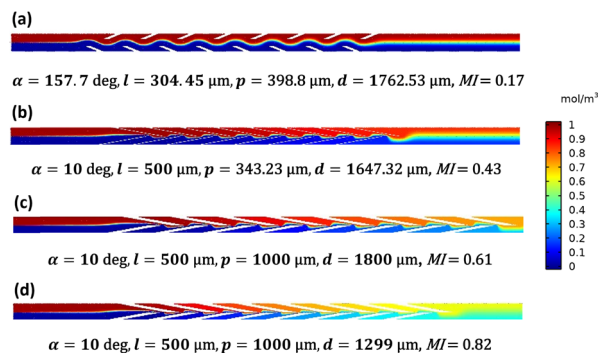 (a)
α = 157.7 deg, l = 304.45 μm, p = 398.8 μm, d = 1762.53 μm, MI= 0.17
mol/m³
(b)
α = 10 deg, l = 500 μm, p = 343.23 μm, d = 1647.32 μm, MI= 0.43
1
0.9
0.8
0.7
0.6
0.5
0.4
0.3
0.2
0.1
0
(c)
α = 10 deg, l = 500 μm, p = 1000 μm, d = 1800 μm, MI= 0.61
(d)
α = 10 deg, l = 500 μm, p = 1000 μm, d = 1299 μm, MI= 0.82